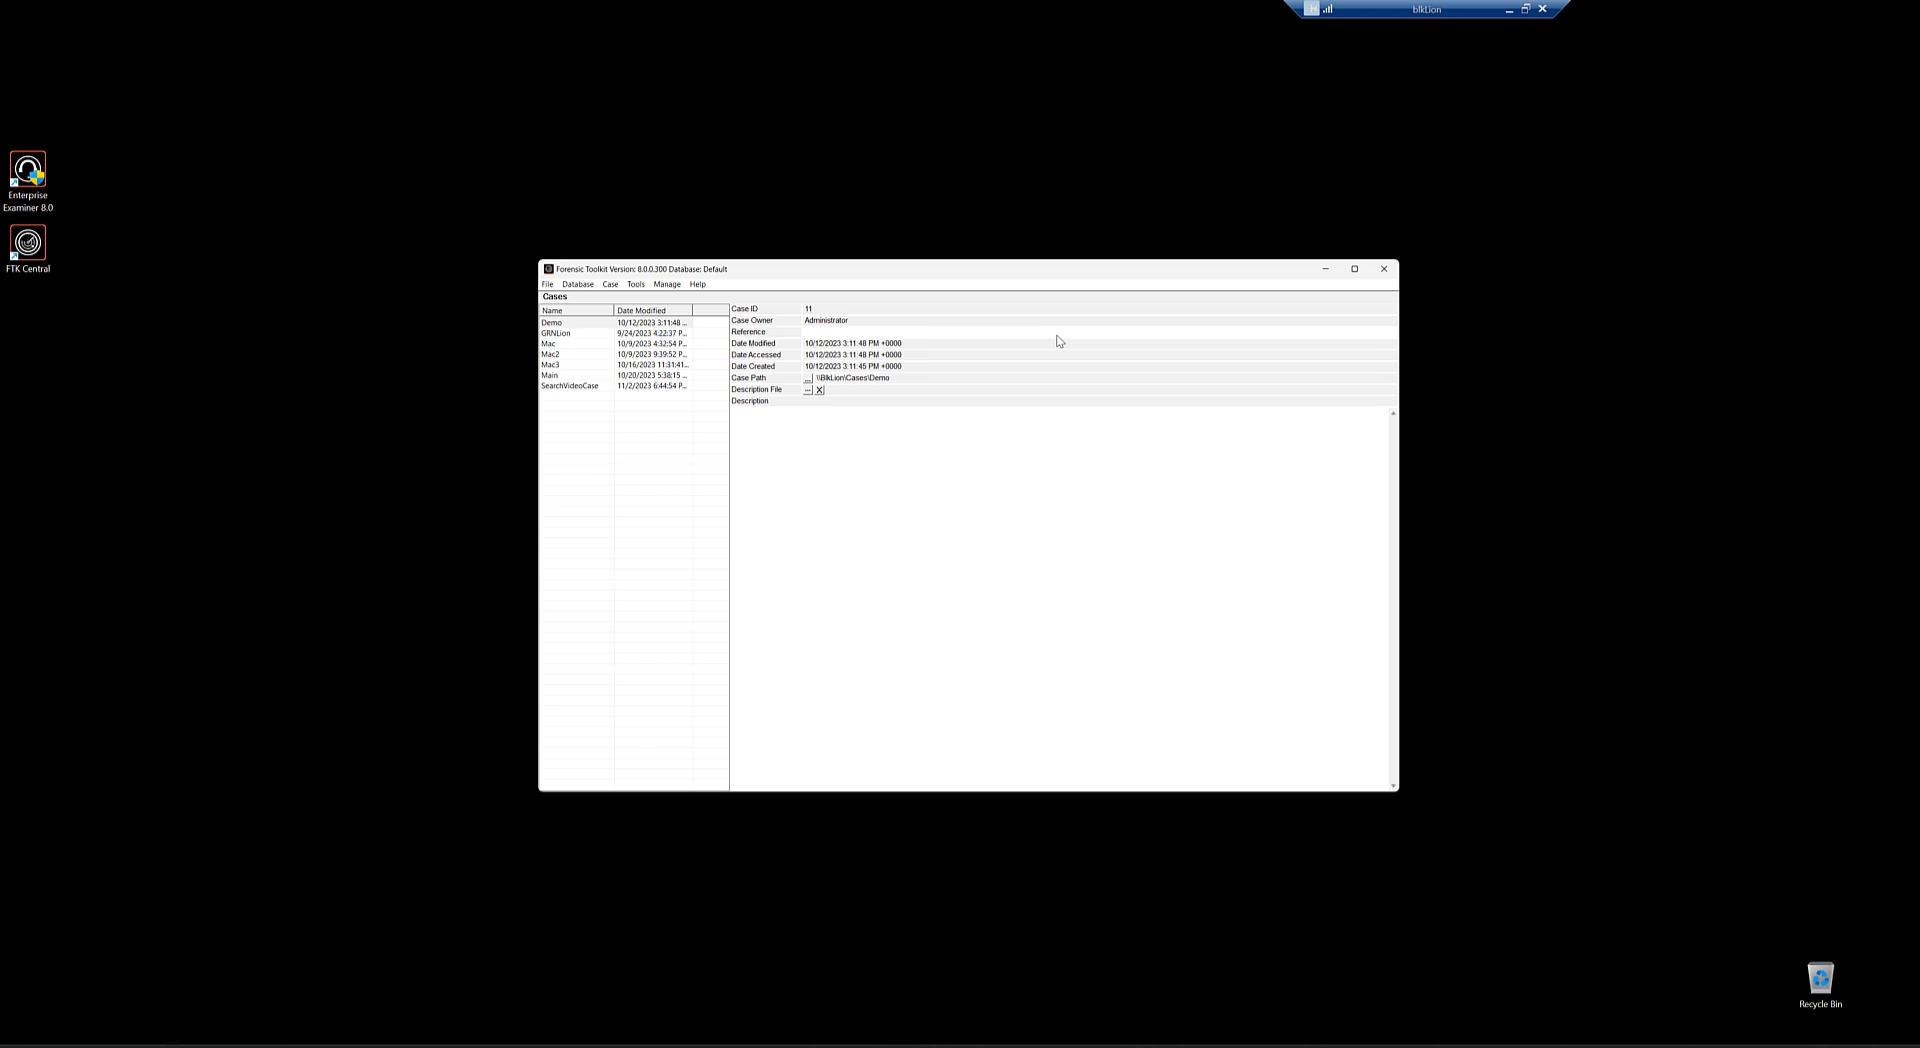 blkLion
Enterprise
Examiner 8.0
FTK Central
Forensic Toolkit Version: 8.0.0.300 Database: Default
File Database Case Tools Manage Help
Cases
Name Date Modified
Demo 10/12/2023 3:11:48 ...
GRNLion 9/24/2023 4:22:37 P...
Mac 10/9/2023 4:32:54 P...
Mac2 10/9/2023 9:39:52 P...
Mac3 10/16/2023 11:31:41...
Main 10/20/2023 5:38:15 ...
SearchVideoCase 11/2/2023 6:44:54 P...
Case ID 11
Case Owner Administrator
Reference
Date Modified 10/12/2023 3:11:48 PM +0000
Date Accessed 10/12/2023 3:11:48 PM +0000
Date Created 10/12/2023 3:11:45 PM +0000
Case Path ... \\BlkLion\Cases\Demo
Description File ... X
Description
Recycle Bin